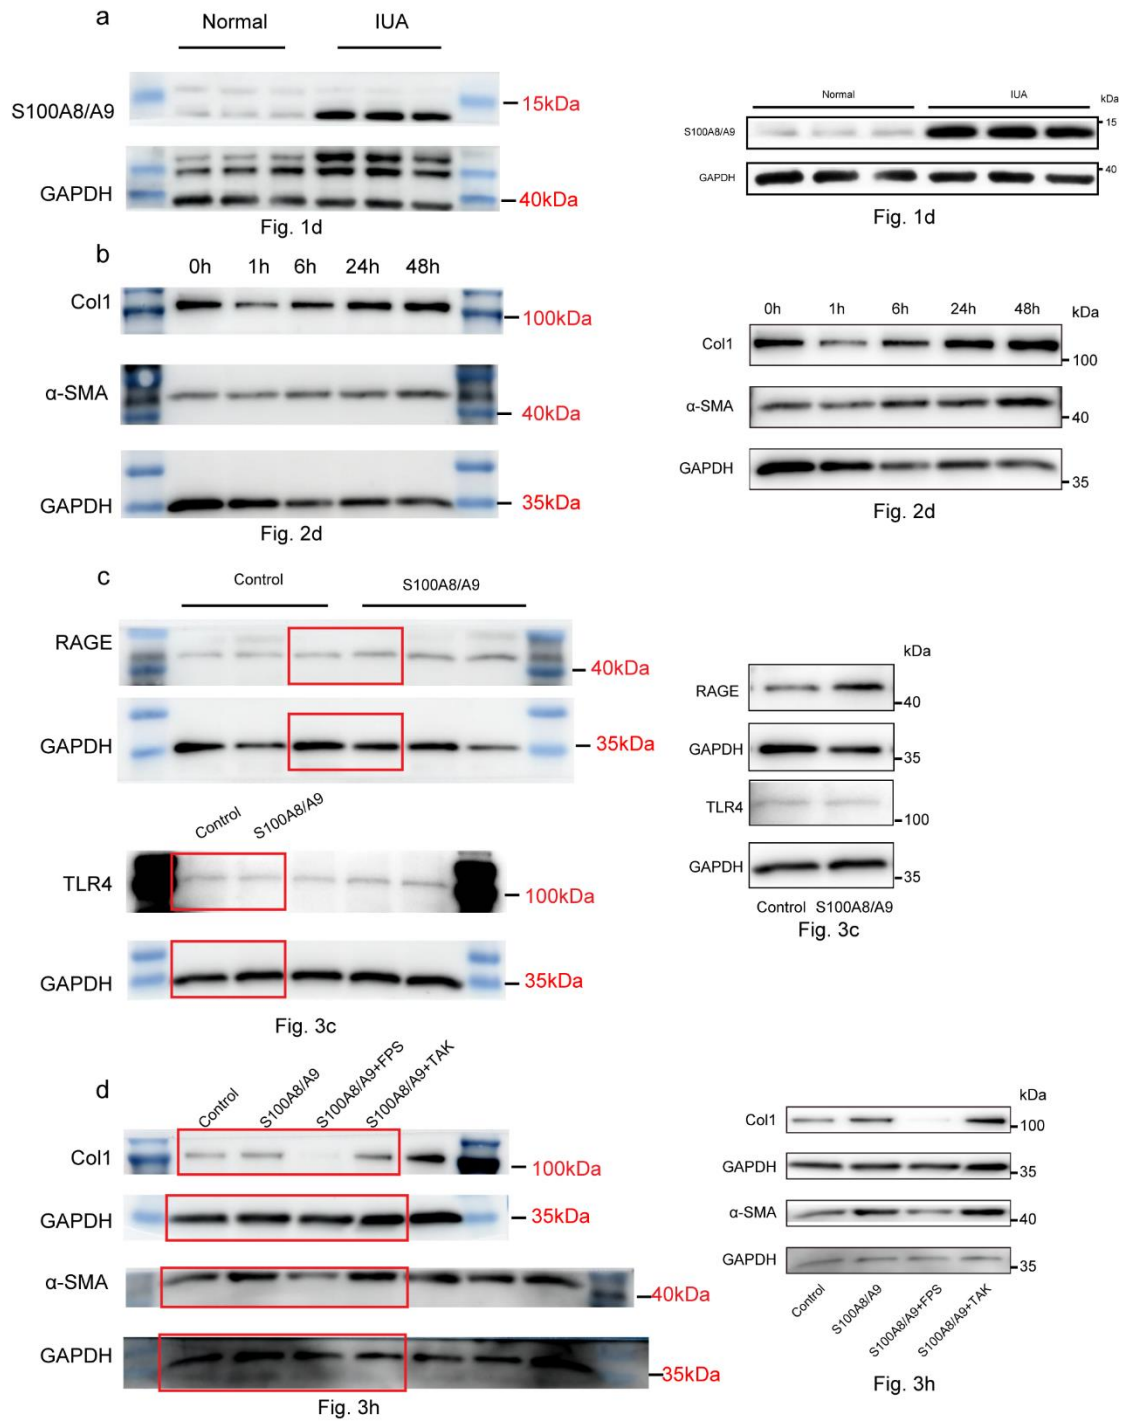 a
Normal IUA
S100A8/A9
15kDa
GAPDH
40kDa
Fig. 1d
Normal IUA
kDa
S100A8/A9
15
GAPDH
40
Fig. 1d
b
0h 1h 6h 24h 48h
Col1
100kDa
α-SMA
40kDa
GAPDH
35kDa
Fig. 2d
0h 1h 6h 24h 48h kDa
Col1
100
α-SMA
40
GAPDH
35
Fig. 2d
c
Control S100A8/A9
RAGE
40kDa
GAPDH
35kDa
Control S100A8/A9
TLR4
100kDa
GAPDH
35kDa
Fig. 3c
kDa
RAGE
40
GAPDH
35
TLR4
100
GAPDH
35
Control S100A8/A9
Fig. 3c
d
Control S100A8/A9 S100A8/A9+FPS S100A8/A9+TAK
Col1
100kDa
GAPDH
35kDa
α-SMA
40kDa
GAPDH
35kDa
Fig. 3h
kDa
Col1
100
GAPDH
35
α-SMA
40
GAPDH
35
Control S100A8/A9 S100A8/A9+FPS S100A8/A9+TAK
Fig. 3h